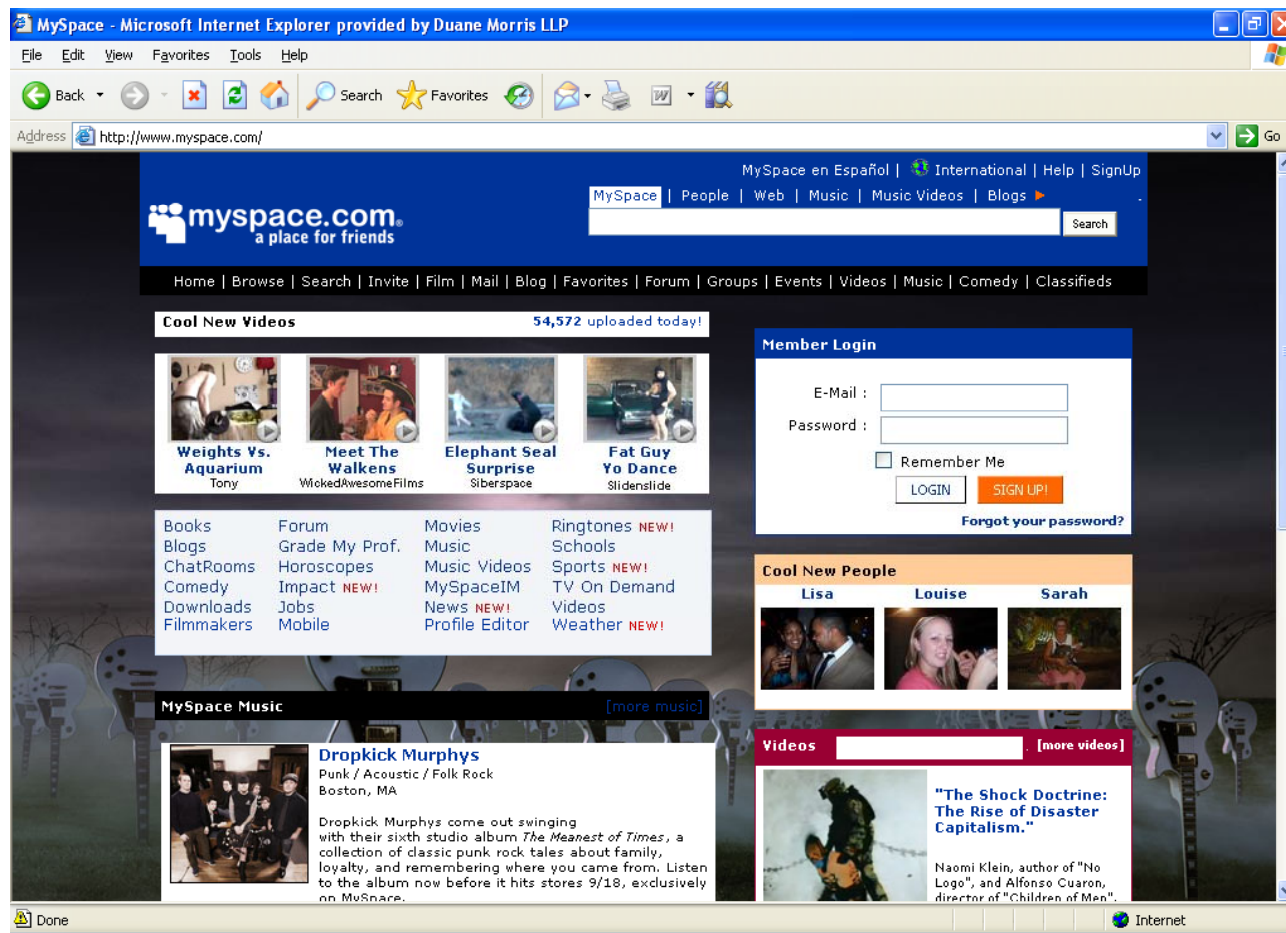 MySpace - Microsoft Internet Explorer provided by Duane Morris LLP
File Edit View Favorites Tools Help
Back Search Favorites
Address http://www.myspace.com/ Go
MySpace en Español | International | Help | SignUp
MySpace | People | Web | Music | Music Videos | Blogs
myspace.com®
a place for friends
Search
Home | Browse | Search | Invite | Film | Mail | Blog | Favorites | Forum | Groups | Events | Videos | Music | Comedy | Classifieds
Cool New Videos 54,572 uploaded today!
Weights Vs. Aquarium
Tony
Meet The Walkens
WickedAwesomeFilms
Elephant Seal Surprise
Siberspace
Fat Guy Yo Dance
Slidenslide
Member Login
E-Mail :
Password :
Remember Me
LOGIN SIGN UP!
Forgot your password?
Books Forum Movies Ringtones NEW!
Blogs Grade My Prof. Music Schools
ChatRooms Horoscopes Music Videos Sports NEW!
Comedy Impact NEW! MySpaceIM TV On Demand
Downloads Jobs News NEW! Videos
Filmmakers Mobile Profile Editor Weather NEW!
Cool New People
Lisa Louise Sarah
MySpace Music [more music]
Dropkick Murphys
Punk / Acoustic / Folk Rock
Boston, MA
Dropkick Murphys come out swinging
with their sixth studio album The Meanest of Times, a
collection of classic punk rock tales about family,
loyalty, and remembering where you came from. Listen
to the album now before it hits stores 9/18, exclusively
on MySpace.
Videos . [more videos]
"The Shock Doctrine:
The Rise of Disaster
Capitalism."
Naomi Klein, author of "No
Logo", and Alfonso Cuaron,
director of "Children of Men",
Done Internet